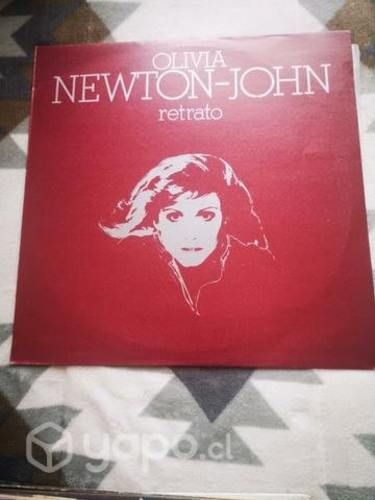 OLIVIA
NEWTON-JOHN
retrato
yapo.cl